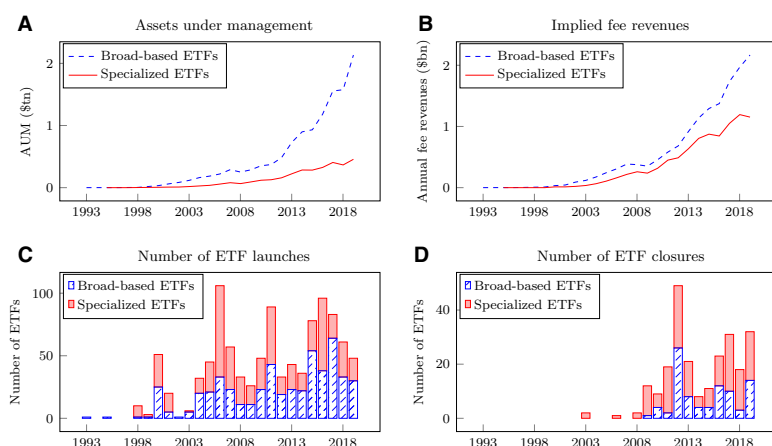 A
Assets under management
AUM ($tn)
2
1
0
Broad-based ETFs
Specialized ETFs
1993
1998
2003
2008
2013
2018
B
Implied fee revenues
Annual fee revenues ($bn)
2
1
0
Broad-based ETFs
Specialized ETFs
1993
1998
2003
2008
2013
2018
C
Number of ETF launches
Number of ETFs
100
50
0
Broad-based ETFs
Specialized ETFs
1993
1998
2003
2008
2013
2018
D
Number of ETF closures
Number of ETFs
40
20
0
Broad-based ETFs
Specialized ETFs
1993
1998
2003
2008
2013
2018